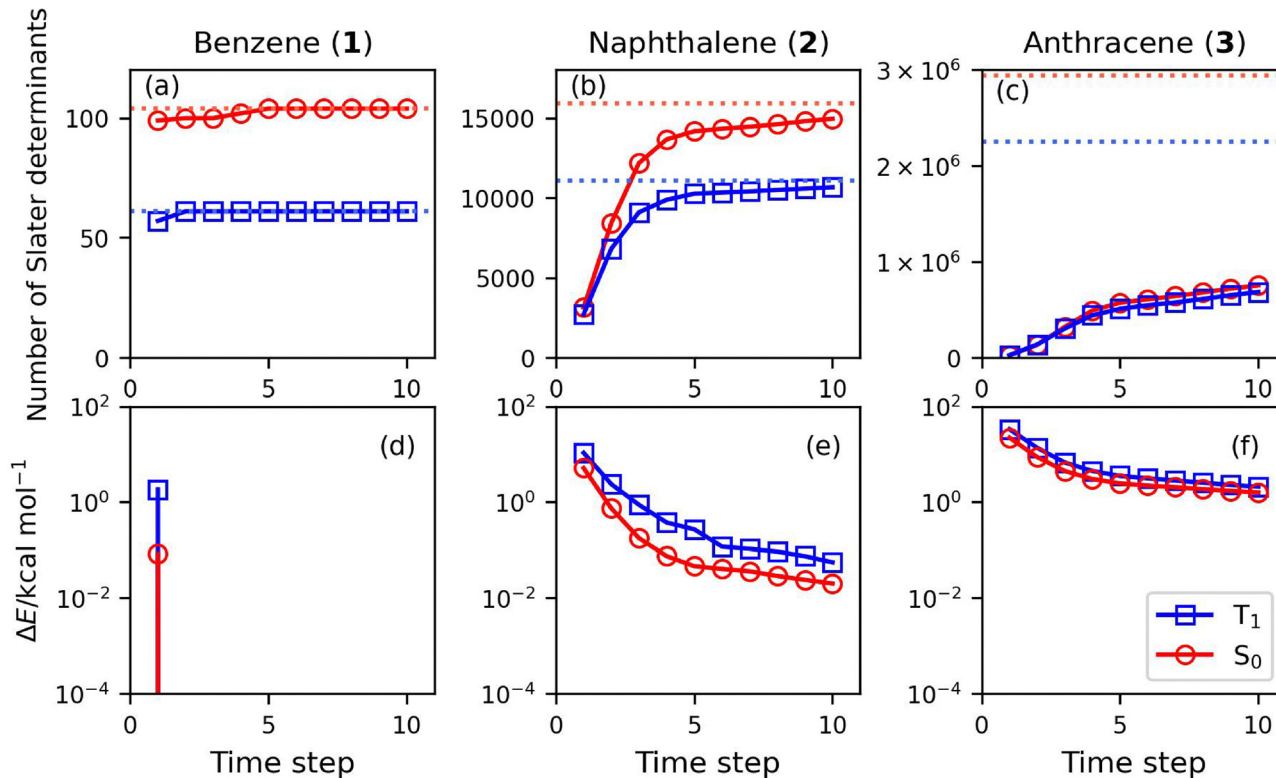 Benzene (1)
Naphthalene (2)
Anthracene (3)
Number of Slater determinants
(a)
100
50
0
0
5
10
(b)
15000
10000
5000
0
0
5
10
(c)
3 × 10⁶
2 × 10⁶
1 × 10⁶
0
0
5
10
ΔE/kcal mol⁻¹
(d)
10²
10⁰
10⁻²
10⁻⁴
0
5
10
Time step
(e)
10²
10⁰
10⁻²
10⁻⁴
0
5
10
Time step
(f)
10²
10⁰
10⁻²
10⁻⁴
T₁
S₀
0
5
10
Time step